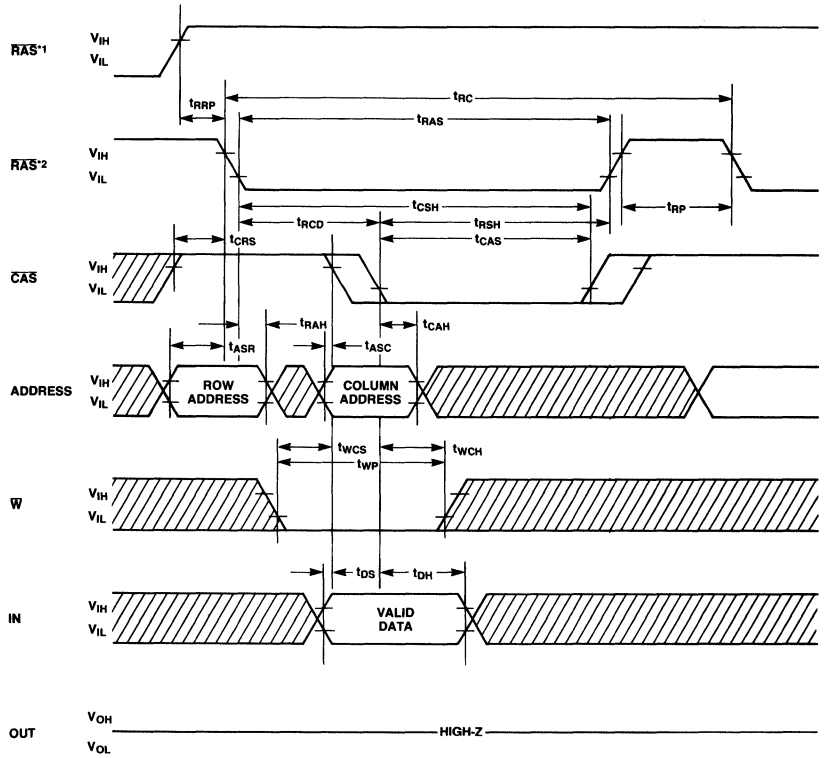 RAS*1
VIH
VIL
tRRP
tRC
tRAS
RAS*2
VIH
VIL
tCSH
tRCD
tRSH
tRP
tCRS
tCAS
CAS
VIH
VIL
tRAH
tCAH
tASR
tASC
ADDRESS
VIH
VIL
ROW
ADDRESS
COLUMN
ADDRESS
tWCS
tWCH
tWP
W
VIH
VIL
tDS
tDH
IN
VIH
VIL
VALID
DATA
OUT
VOH
VOL
HIGH-Z